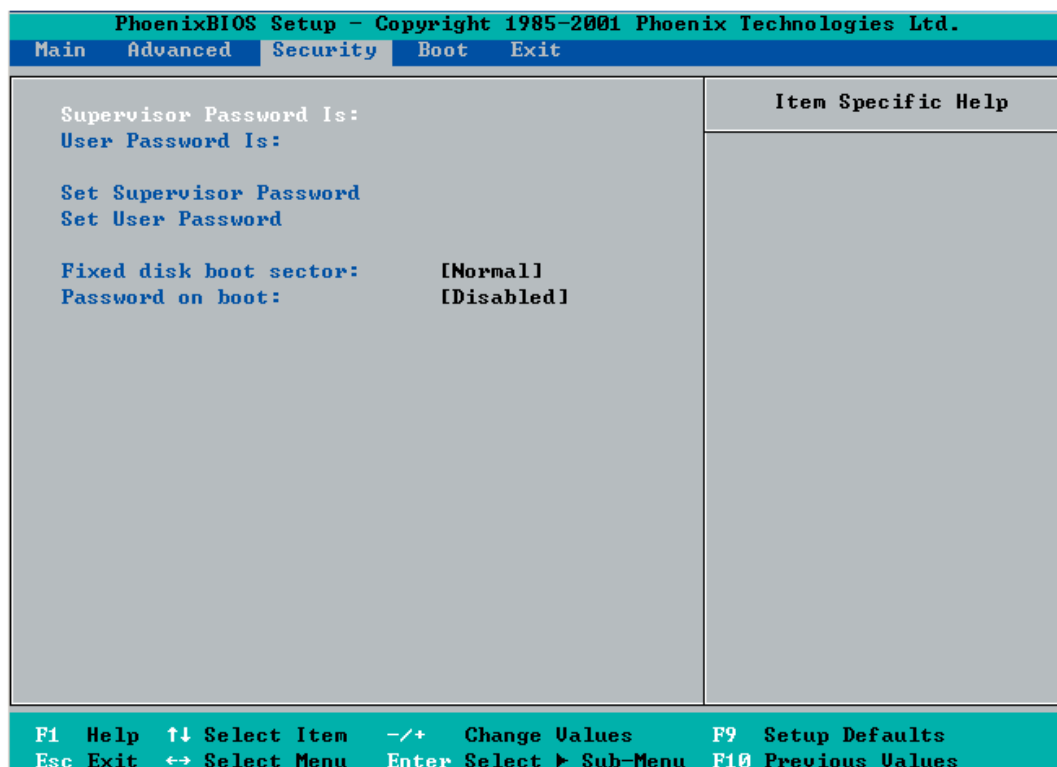 PhoenixBIOS Setup - Copyright 1985-2001 Phoenix Technologies Ltd.
Main Advanced Security Boot Exit
Item Specific Help
Supervisor Password Is:
User Password Is:
Set Supervisor Password
Set User Password
Fixed disk boot sector: [Normal]
Password on boot: [Disabled]
F1 Help ↑↓ Select Item -/+ Change Values F9 Setup Defaults
Esc Exit ↔ Select Menu Enter Select ▶ Sub-Menu F10 Previous Values